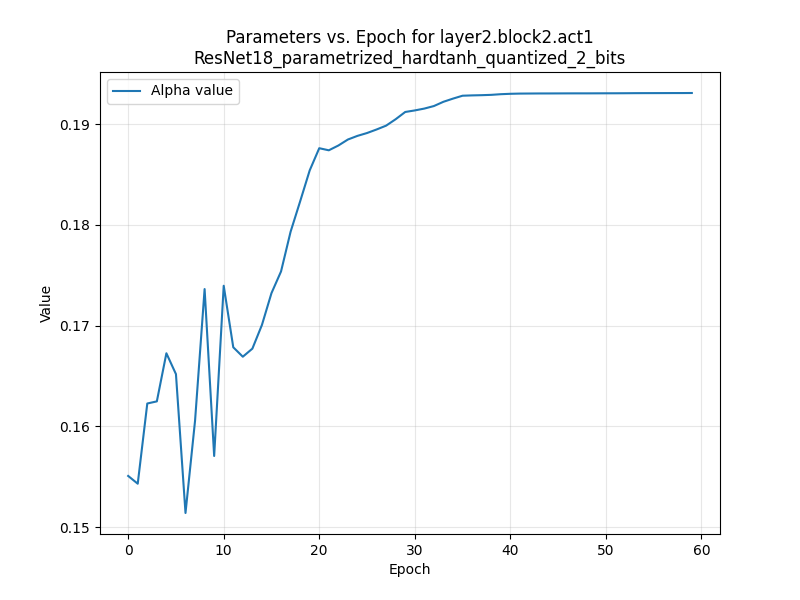 Parameters vs. Epoch for layer2.block2.act1
ResNet18_parametrized_hardtanh_quantized_2_bits
Alpha value
0.19
0.18
0.17
0.16
0.15
Value
0 10 20 30 40 50 60
Epoch